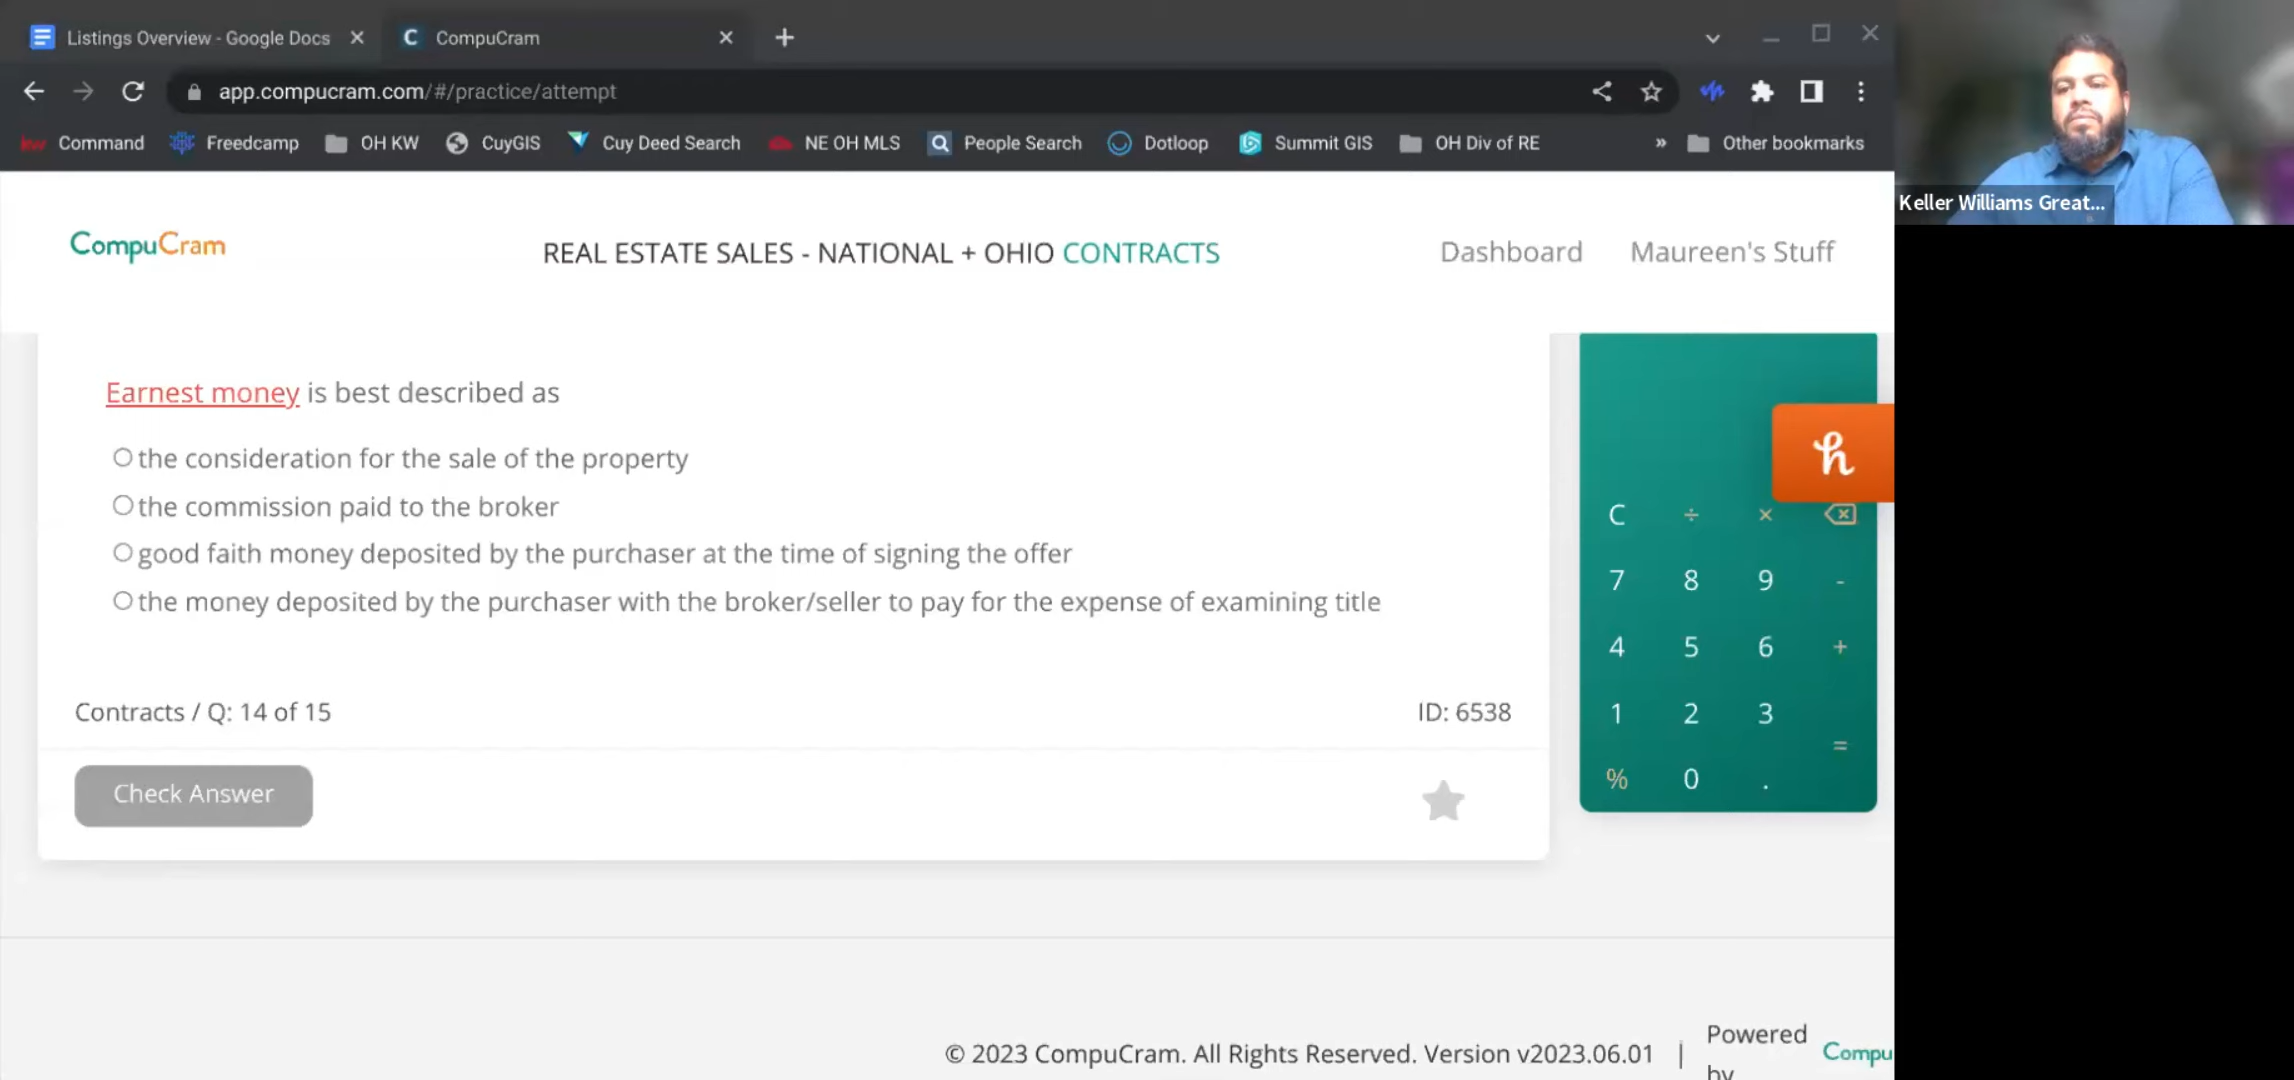 Listings Overview - Google Docs
CompuCram
app.compucram.com/#/practice/attempt
kw Command Freedcamp OH KW CuyGIS Cuy Deed Search NE OH MLS People Search Dotloop Summit GIS OH Div of RE » Other bookmarks
Keller Williams Great...
CompuCram
REAL ESTATE SALES - NATIONAL + OHIO CONTRACTS
Dashboard Maureen's Stuff
Earnest money is best described as
the consideration for the sale of the property
the commission paid to the broker
good faith money deposited by the purchaser at the time of signing the offer
the money deposited by the purchaser with the broker/seller to pay for the expense of examining title
Contracts / Q: 14 of 15
ID: 6538
Check Answer
h
C ÷ ×
7 8 9 -
4 5 6 +
1 2 3
=
% 0 .
© 2023 CompuCram. All Rights Reserved. Version v2023.06.01 |
Powered
by
Compu